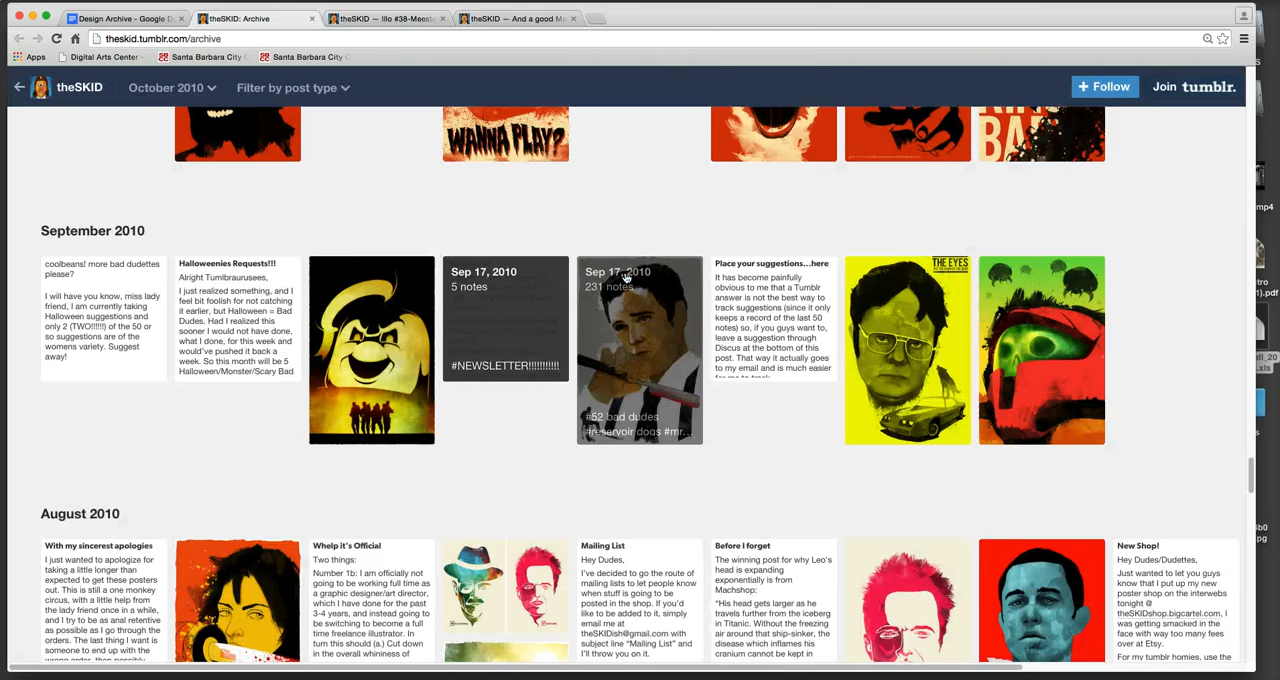 Design Archive - Google D
theSKID: Archive
theSKID — Illo #38-Meeste
theSKID — And a good Me
theskid.tumblr.com/archive
Apps
Digital Arts Center -
Santa Barbara City
Santa Barbara City
theSKID
October 2010
Filter by post type
+ Follow
Join tumblr.
WANNA PLAY?
BA
September 2010
coolbeans! more bad dudettes
please?
I will have you know, miss lady
friend, I am currently taking
Halloween suggestions and
only 2 (TWO!!!!!!) of the 50 or
so suggestions are of the
womens variety. Suggest
away!
Halloweenies Requests!!!
Alright Tumlbraurusees,
I just realized something, and I
feel bit foolish for not catching
it earlier, but Halloween = Bad
Dudes. Had I realized this
sooner I would not have done,
what I done, for this week and
would've pushed it back a
week. So this month will be 5
Halloween/Monster/Scary Bad
Sep 17, 2010
5 notes
#NEWSLETTER!!!!!!!!!!!!
Sep 17, 2010
231 notes
#52 bad dudes
#reservoir dogs #mr...
Place your suggestions...here
It has become painfully
obvious to me that a Tumblr
answer is not the best way to
track suggestions (since it only
keeps a record of the last 50
notes) so, if you guys want to,
leave a suggestion through
Discus at the bottom of this
post. That way it actually goes
to my email and is much easier
for me to track
THE EYES
August 2010
With my sincerest apologies
I just wanted to apologize for
taking a little longer than
expected to get these posters
out. This is still a one monkey
circus, with a little help from
the lady friend once in a while,
and I try to be as anal retentive
as possible as I go through the
orders. The last thing I want is
someone to end up with the
wrong order, then possibly
Whelp it's Official
Two things:
Number 1b: I am officially not
going to be working full time as
a graphic designer/art director,
which I have done for the past
3-4 years, and instead going
to be switching to become a
full time freelance illustrator. In
turn this should (a.) Cut down
in the overall whininess of
Mailing List
Hey Dudes,
I've decided to go the route of
mailing lists to let people know
when stuff is going to be
posted in the shop. If you'd
like to be added to it, simply
email me at
theSKIDish@gmail.com with
subject line "Mailing List" and
I'll throw you on it.
Before I forget
The winning post for why Leo's
head is expanding
exponentially is from
Machshop:
"His head gets larger as he
travels further from the iceberg
in Titanic. Without the freezing
air around that ship-sinker, the
disease which inflames his
cranium cannot be kept in
New Shop!
Hey Dudes/Dudettes,
Just wanted to let you guys
know that I put up my new
poster shop on the interwebs
tonight @
theSKIDshop.bigcartel.com, I
was getting smacked in the
face with way too many fees
over at Etsy.
For my tumblr homies, use the
mp4
.pdf
.xls